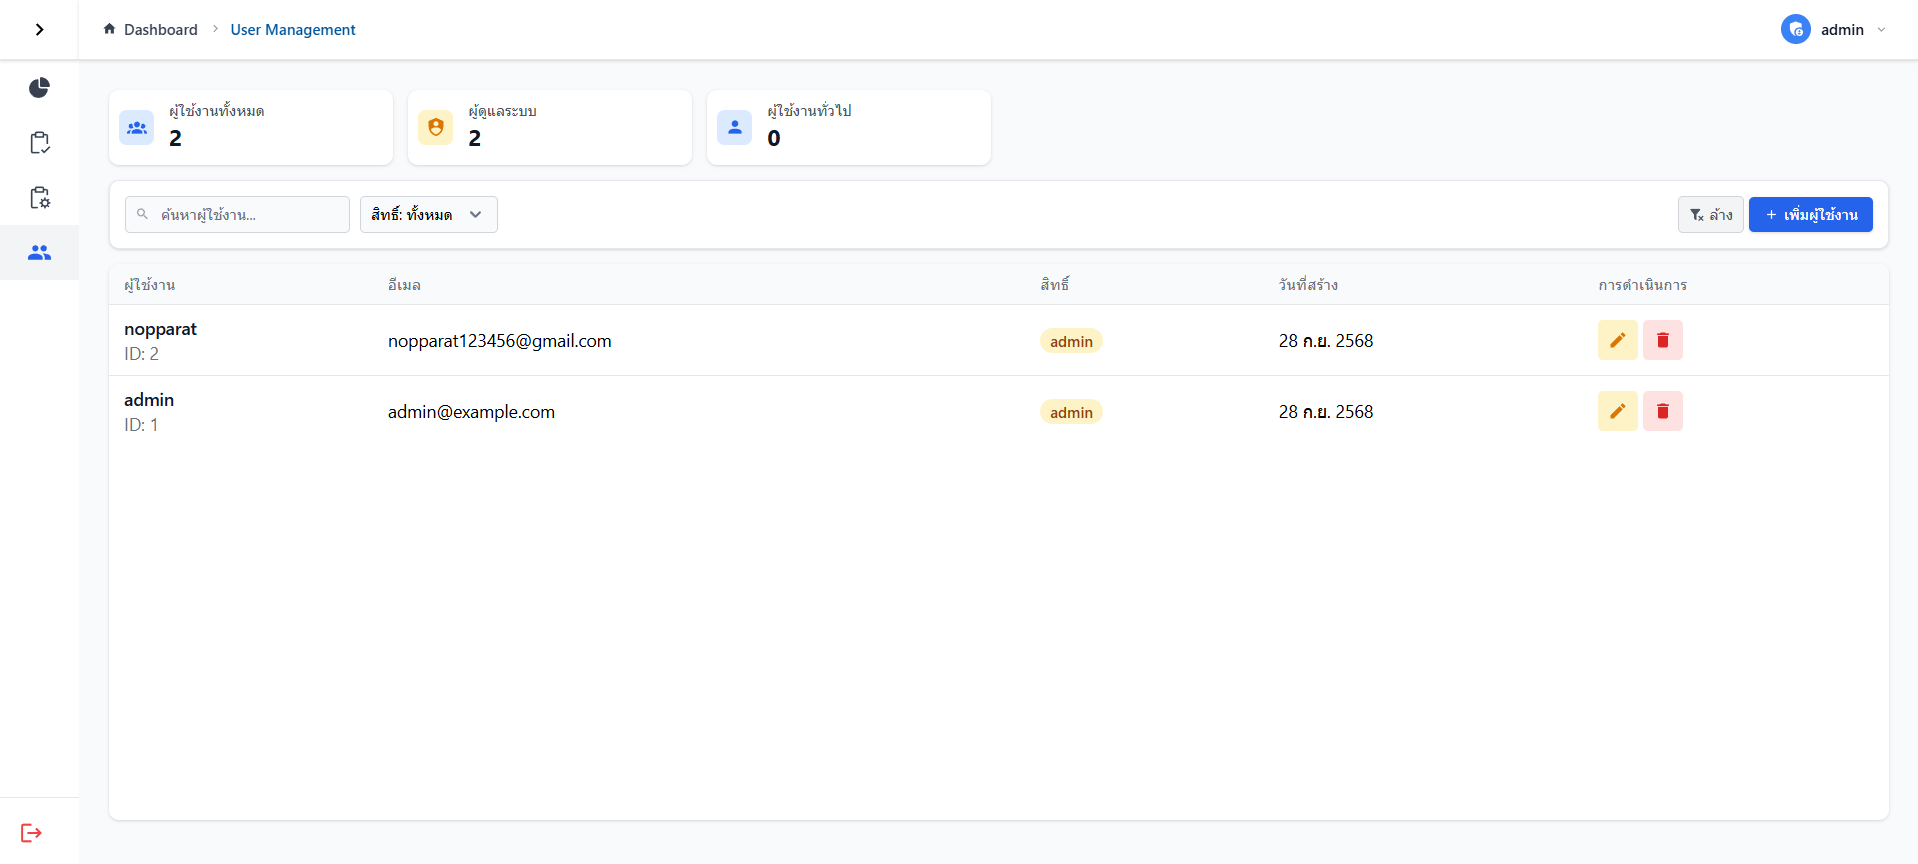 Dashboard > User Management
admin
ผู้ใช้งานทั้งหมด
2
ผู้ดูแลระบบ
2
ผู้ใช้งานทั่วไป
0
ค้นหาผู้ใช้งาน...
สิทธิ์: ทั้งหมด
ล้าง
+ เพิ่มผู้ใช้งาน
ผู้ใช้งาน อีเมล สิทธิ์ วันที่สร้าง การดำเนินการ
nopparat
ID: 2
nopparat123456@gmail.com
admin
28 ก.ย. 2568
admin
ID: 1
admin@example.com
admin
28 ก.ย. 2568